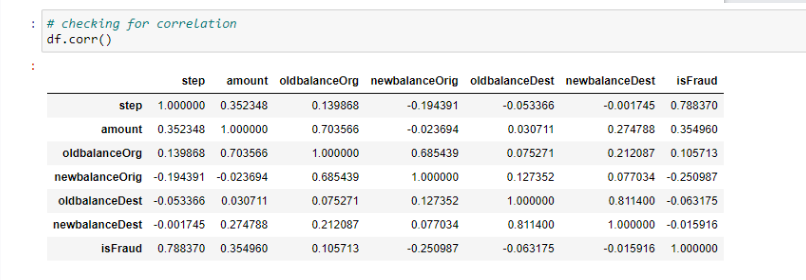 : # checking for correlation
df.corr()
:
step amount oldbalanceOrg newbalanceOrig oldbalanceDest newbalanceDest isFraud
step 1.000000 0.352348 0.139868 -0.194391 -0.053366 -0.001745 0.788370
amount 0.352348 1.000000 0.703566 -0.023694 0.030711 0.274788 0.354960
oldbalanceOrg 0.139868 0.703566 1.000000 0.685439 0.075271 0.212087 0.105713
newbalanceOrig -0.194391 -0.023694 0.685439 1.000000 0.127352 0.077034 -0.250987
oldbalanceDest -0.053366 0.030711 0.075271 0.127352 1.000000 0.811400 -0.063175
newbalanceDest -0.001745 0.274788 0.212087 0.077034 0.811400 1.000000 -0.015916
isFraud 0.788370 0.354960 0.105713 -0.250987 -0.063175 -0.015916 1.000000